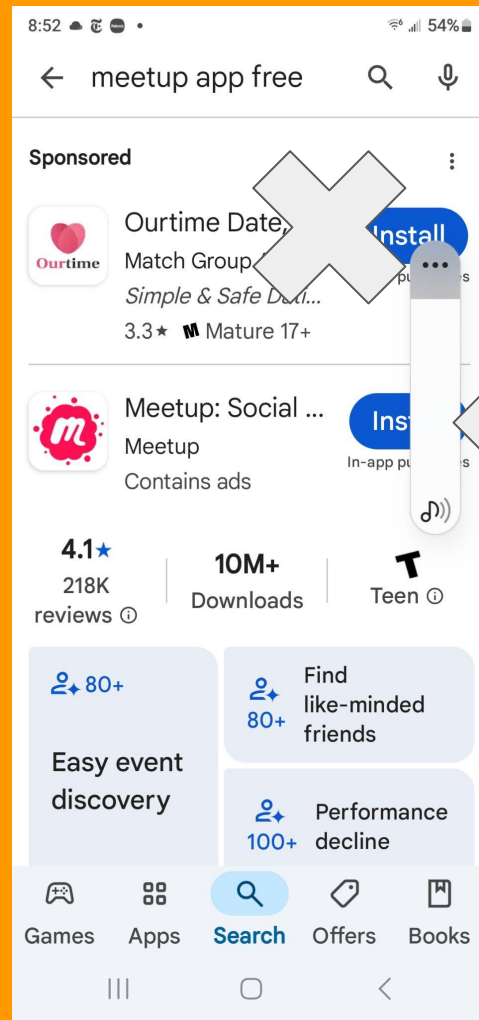 8:52
54%
meetup app free
Sponsored
Ourtime
Ourtime Date,
Install
Match Group,
Simple & Safe
3.3★ Mature 17+
m
Meetup: Social ...
Meetup
In-app
Contains ads
4.1★
218K
reviews
10M+
Downloads
T
Teen
80+
Easy event
discovery
80+
Find
like-minded
friends
100+
Performance
decline
Games
Apps
Search
Offers
Books